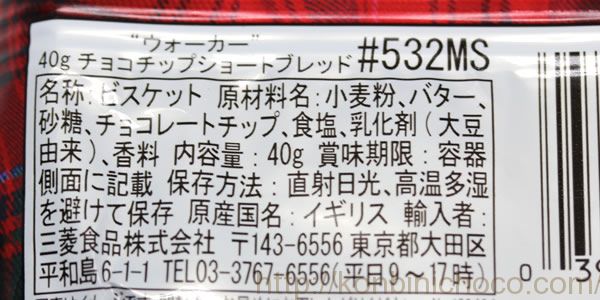 "ウォーカー"
40g チョコチップショートブレッド #532MS
名称:ビスケット 原材料名:小麦粉、バター、
砂糖、チョコレートチップ、食塩、乳化剤(大豆
由来)、香料 内容量:40g 賞味期限:容器
側面に記載 保存方法:直射日光、高温多湿
を避けて保存 原産国名:イギリス 輸入者:
三菱食品株式会社 〒143-6556 東京都大田区
平和島6-1-1 TEL03-3767-6556(平日9~17時)
0 39
http://konbinichoco.com/